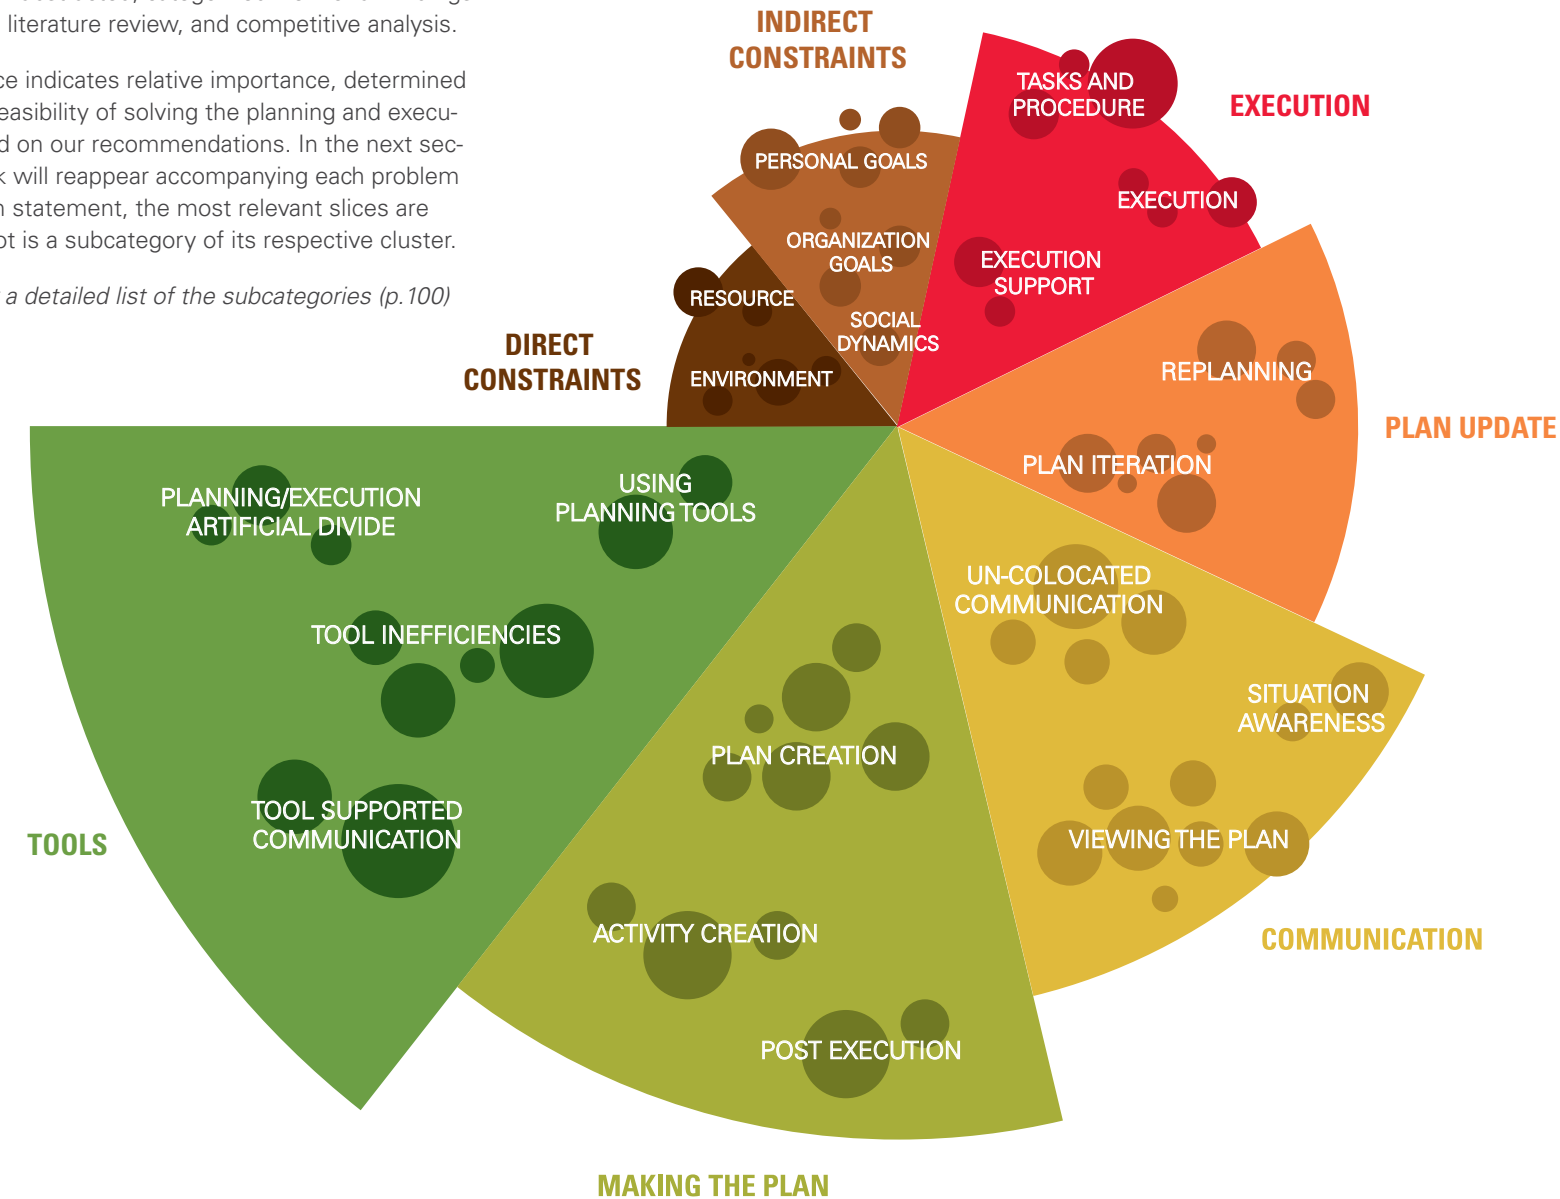 literature review, and competitive analysis.
ce indicates relative importance, determined
easibility of solving the planning and execu-
d on our recommendations. In the next sec-
k will reappear accompanying each problem
n statement, the most relevant slices are
ot is a subcategory of its respective cluster.
a detailed list of the subcategories (p.100)
INDIRECT
CONSTRAINTS
PERSONAL GOALS
ORGANIZATION
GOALS
SOCIAL
DYNAMICS
EXECUTION
TASKS AND
PROCEDURE
EXECUTION
EXECUTION
SUPPORT
DIRECT
CONSTRAINTS
RESOURCE
ENVIRONMENT
PLAN UPDATE
REPLANNING
PLAN ITERATION
TOOLS
PLANNING/EXECUTION
ARTIFICIAL DIVIDE
USING
PLANNING TOOLS
TOOL INEFFICIENCIES
TOOL SUPPORTED
COMMUNICATION
COMMUNICATION
UN-COLOCATED
COMMUNICATION
SITUATION
AWARENESS
VIEWING THE PLAN
MAKING THE PLAN
PLAN CREATION
ACTIVITY CREATION
POST EXECUTION